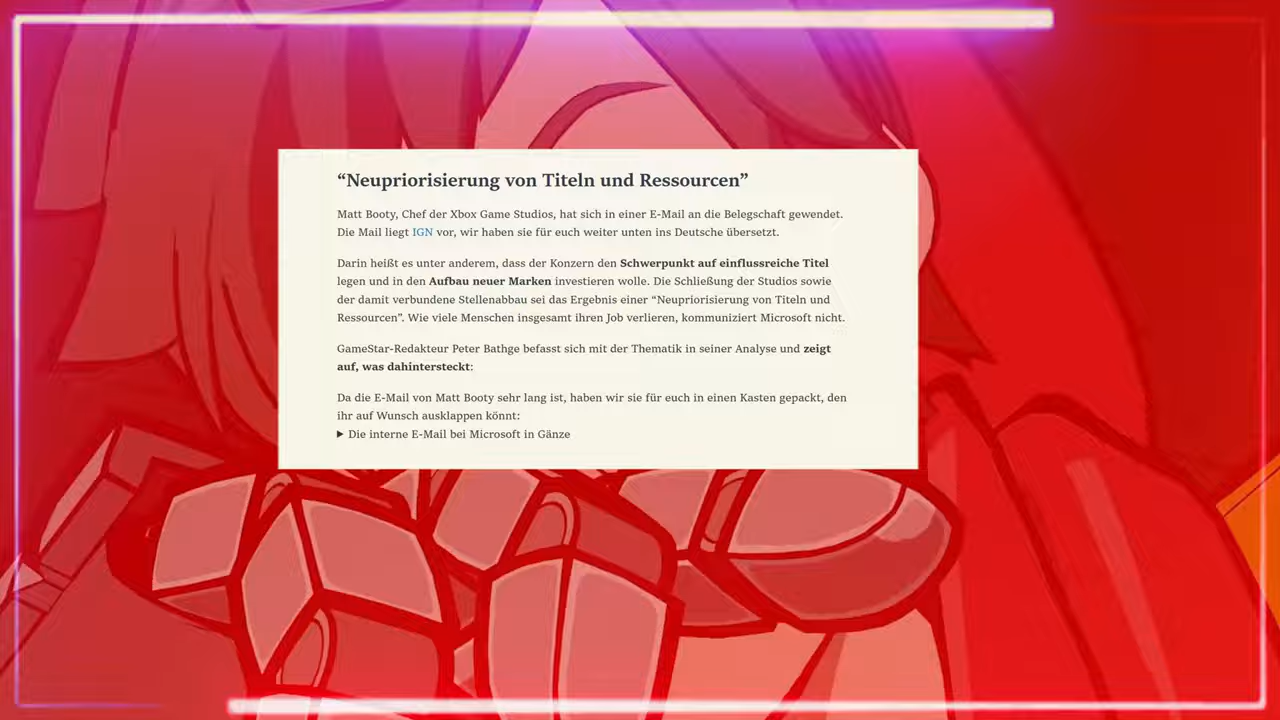 “Neupriorisierung von Titeln und Ressourcen”
Matt Booty, Chef der Xbox Game Studios, hat sich in einer E-Mail an die Belegschaft gewendet.
Die Mail liegt IGN vor, wir haben sie für euch weiter unten ins Deutsche übersetzt.
Darin heißt es unter anderem, dass der Konzern den Schwerpunkt auf einflussreiche Titel
legen und in den Aufbau neuer Marken investieren wolle. Die Schließung der Studios sowie
der damit verbundene Stellenabbau sei das Ergebnis einer “Neupriorisierung von Titeln und
Ressourcen”. Wie viele Menschen insgesamt ihren Job verlieren, kommuniziert Microsoft nicht.
GameStar-Redakteur Peter Bathge befasst sich mit der Thematik in seiner Analyse und zeigt
auf, was dahintersteckt:
Da die E-Mail von Matt Booty sehr lang ist, haben wir sie für euch in einen Kasten gepackt, den
ihr auf Wunsch ausklappen könnt:
▶ Die interne E-Mail bei Microsoft in Gänze